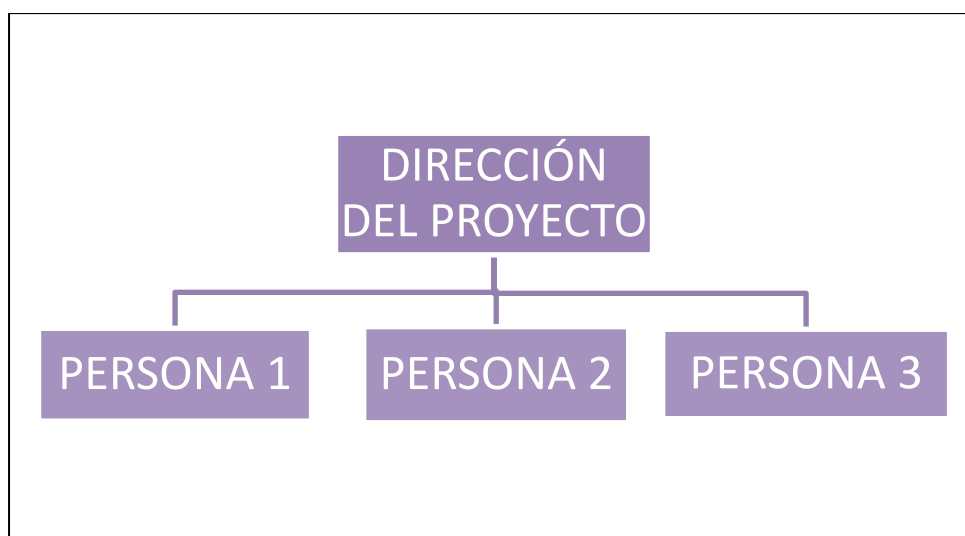 DIRECCIÓN
DEL PROYECTO
PERSONA 1
PERSONA 2
PERSONA 3